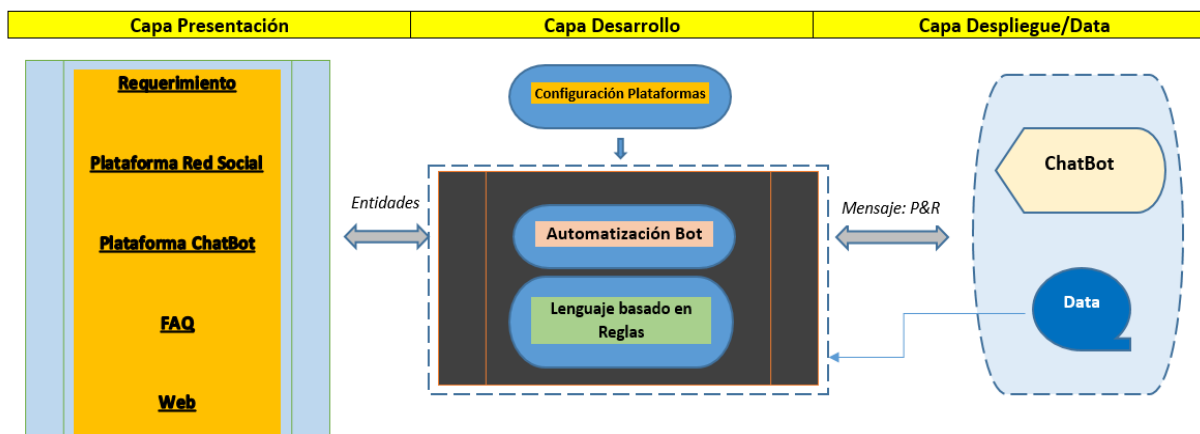 Capa Presentación
Capa Desarrollo
Capa Despliegue/Data
Requerimiento
Plataforma Red Social
Plataforma ChatBot
FAQ
Web
Entidades
Configuración Plataformas
Automatización Bot
Lenguaje basado en
Reglas
Mensaje: P&R
ChatBot
Data